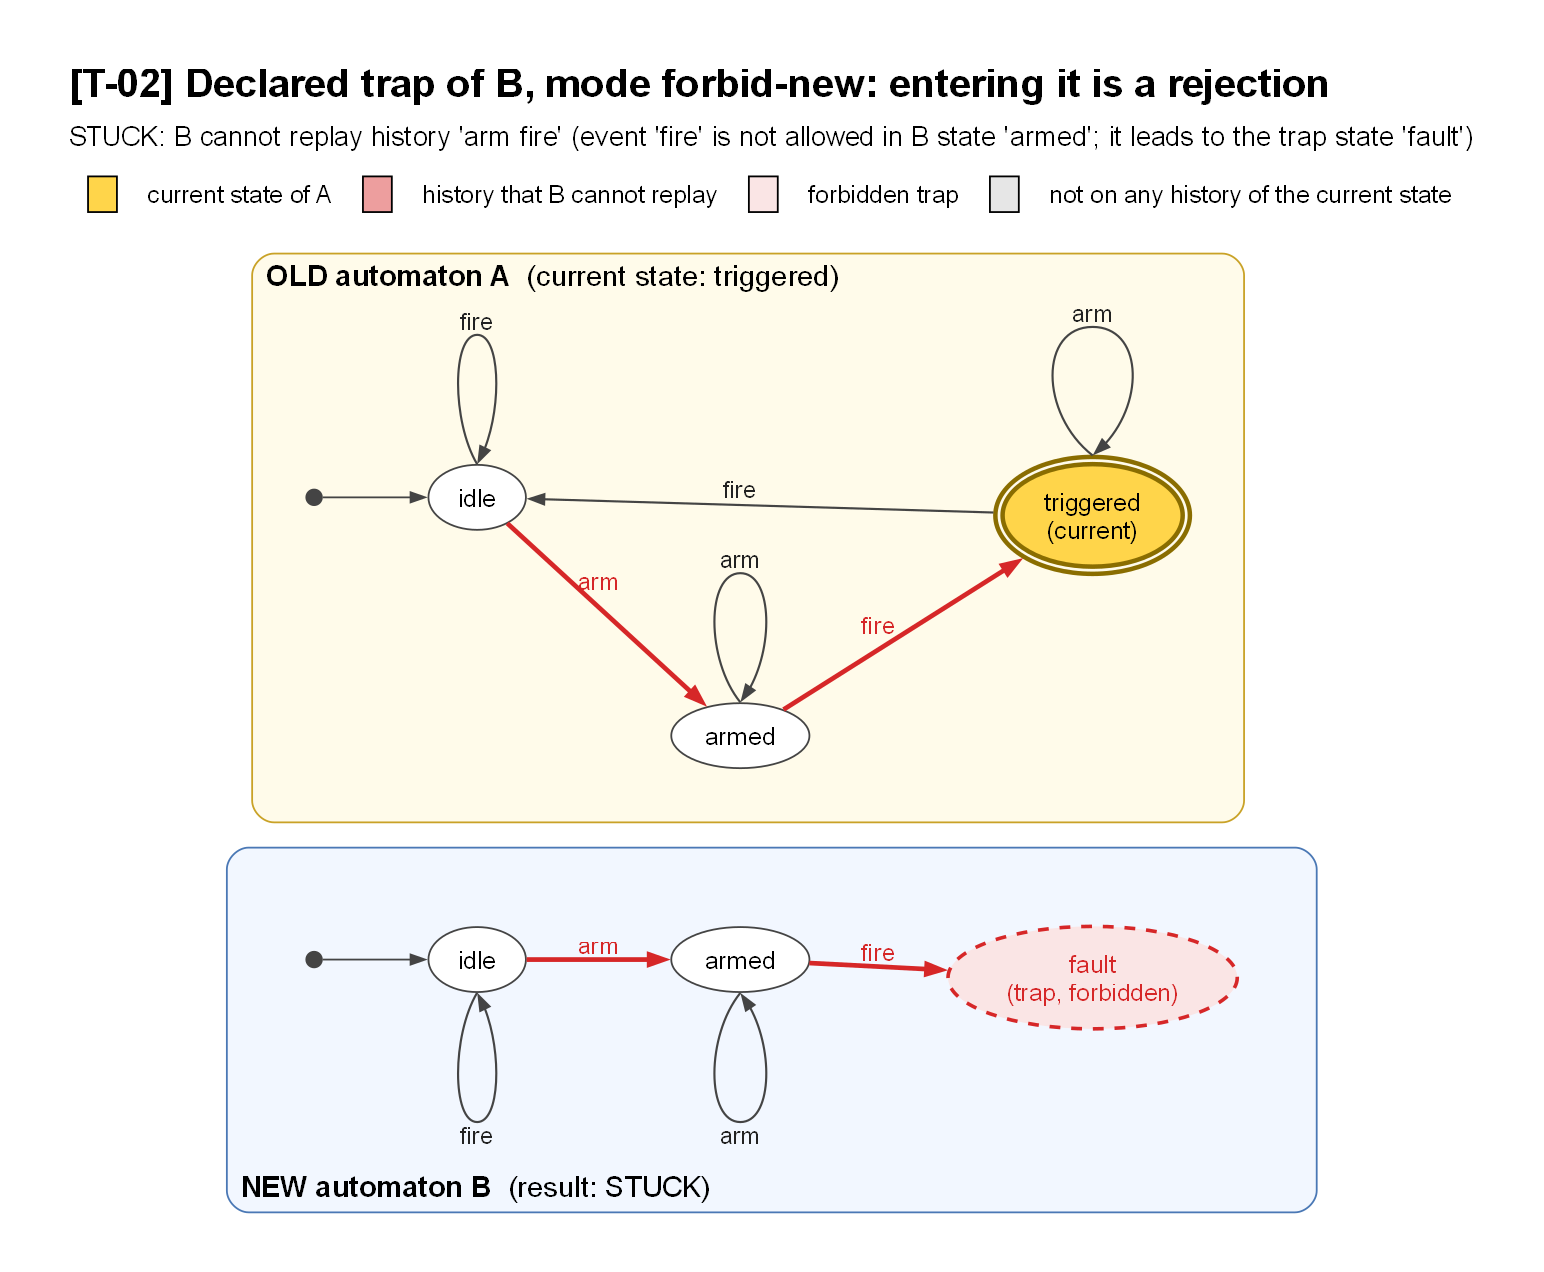 [T-02] Declared trap of B, mode forbid-new: entering it is a rejection
STUCK: B cannot replay history 'arm fire' (event 'fire' is not allowed in B state 'armed'; it leads to the trap state 'fault')
current state of A
history that B cannot replay
forbidden trap
not on any history of the current state
OLD automaton A (current state: triggered)
fire
arm
idle
fire
triggered
(current)
arm
arm
fire
armed
idle
arm
armed
fire
fault
(trap, forbidden)
fire
arm
NEW automaton B (result: STUCK)